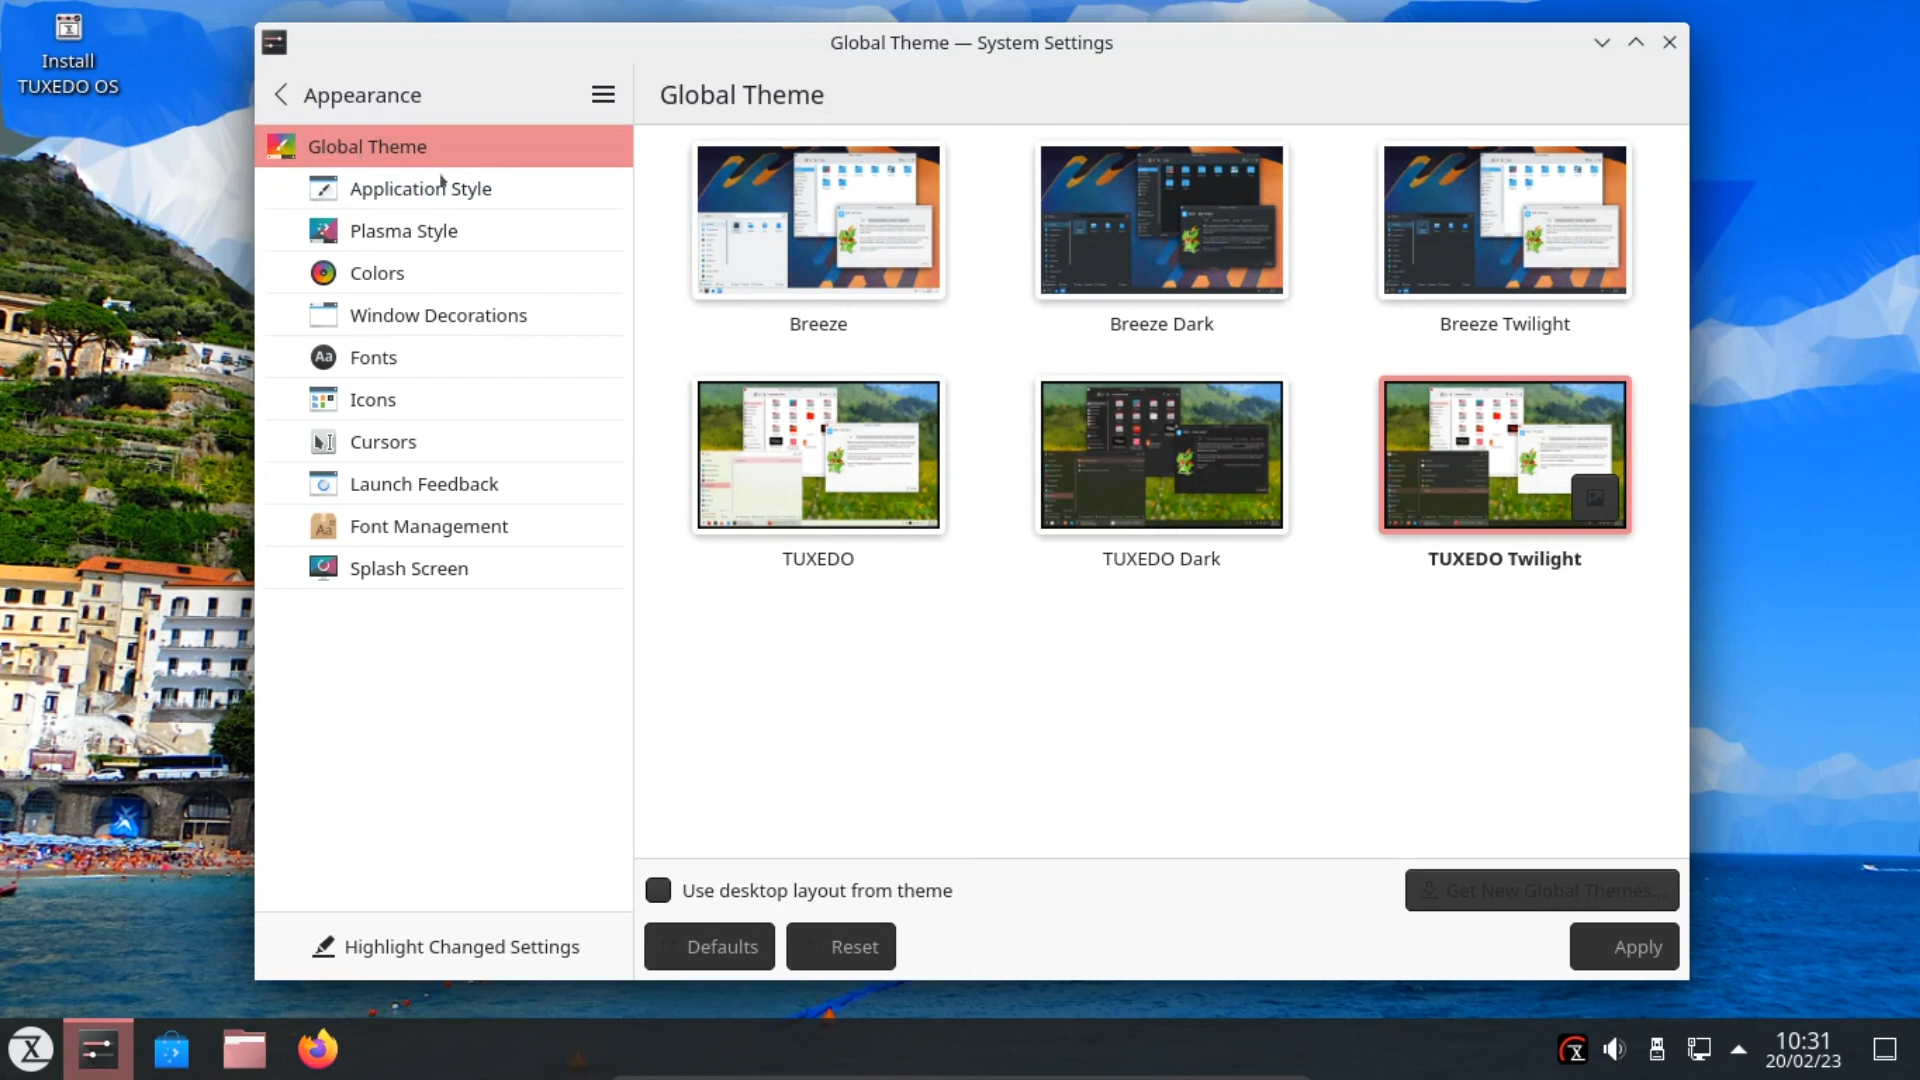 Install
TUXEDO OS
Global Theme — System Settings
Appearance
Global Theme
Global Theme
Application Style
Plasma Style
Colors
Window Decorations
Fonts
Icons
Cursors
Launch Feedback
Font Management
Splash Screen
Highlight Changed Settings
Breeze
Breeze Dark
Breeze Twilight
TUXEDO
TUXEDO Dark
TUXEDO Twilight
Use desktop layout from theme
Get New Global Themes...
Defaults
Reset
Apply
10:31
20/02/23